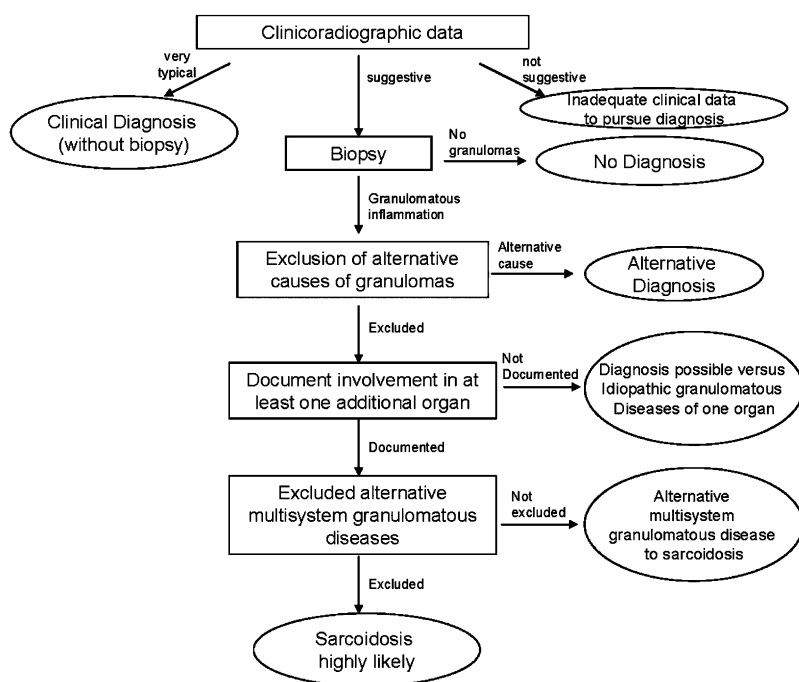 Clinicoradiographic data
very
typical
suggestive
not
suggestive
Clinical Diagnosis
(without biopsy)
Inadequate clinical data
to pursue diagnosis
Biopsy
No
granulomas
No Diagnosis
Granulomatous
inflammation
Exclusion of alternative
causes of granulomas
Alternative
cause
Alternative
Diagnosis
Excluded
Document involvement in at
least one additional organ
Not
Documented
Diagnosis possible versus
Idiopathic granulomatous
Diseases of one organ
Documented
Excluded alternative
multisystem granulomatous
diseases
Not
excluded
Alternative
multisystem
granulomatous disease
to sarcoidosis
Excluded
Sarcoidosis
highly likely